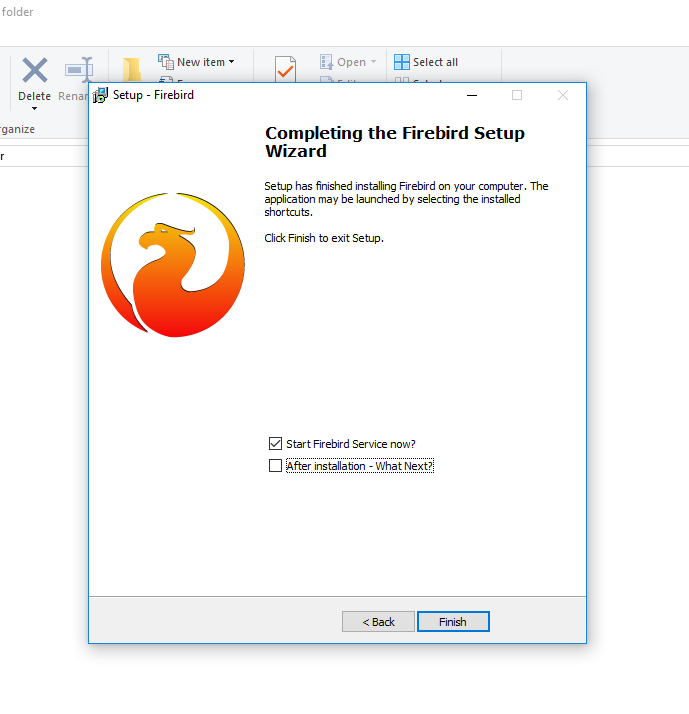 folder
New item
Open
Select all
Delete
Renam
rganize
r
Setup - Firebird
Completing the Firebird Setup
Wizard
Setup has finished installing Firebird on your computer. The
application may be launched by selecting the installed
shortcuts.
Click Finish to exit Setup.
Start Firebird Service now?
After installation - What Next?
< Back
Finish